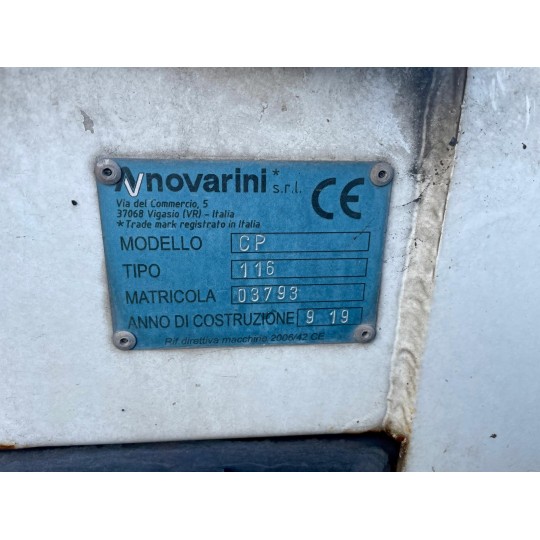 novarini* s.r.l. CE
Via del Commercio, 5
37068 Vigasio (VR) - Italia
*Trade mark registrato in Italia
MODELLO CP
TIPO 116
MATRICOLA 03793
ANNO DI COSTRUZIONE 9 19
Rif direttiva macchine 2006/42 CE